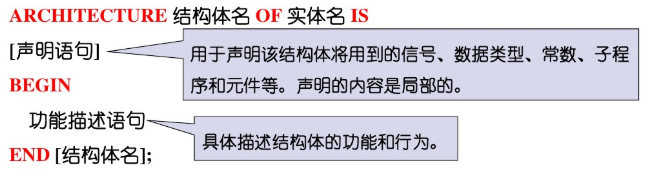 ARCHITECTURE 结构体名 OF 实体名 IS
[声明语句]
用于声明该结构体将用到的信号、数据类型、常数、子程
序和元件等。声明的内容是局部的。
BEGIN
功能描述语句
具体描述结构体的功能和行为。
END [结构体名];